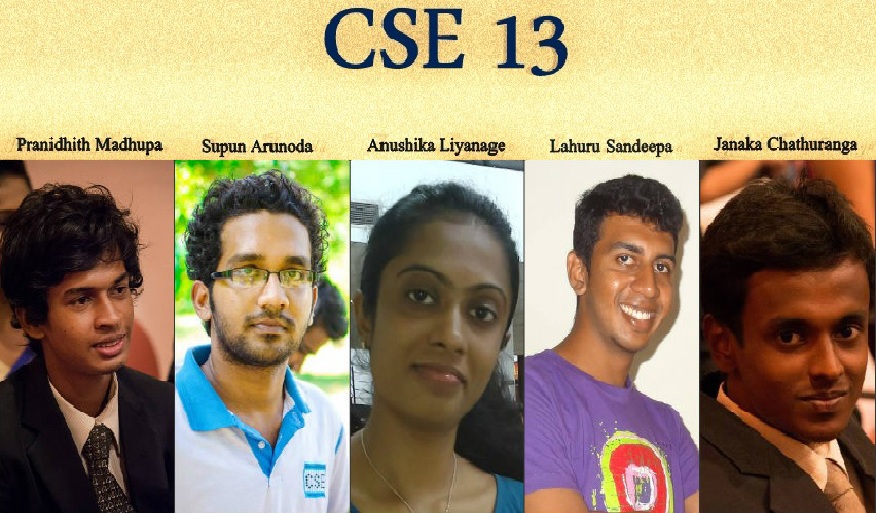 CSE 13
Pranidhith Madhupa
Supun Arunoda
Anushika Liyanage
Lahuru Sandeepa
Janaka Chathuranga
CSE